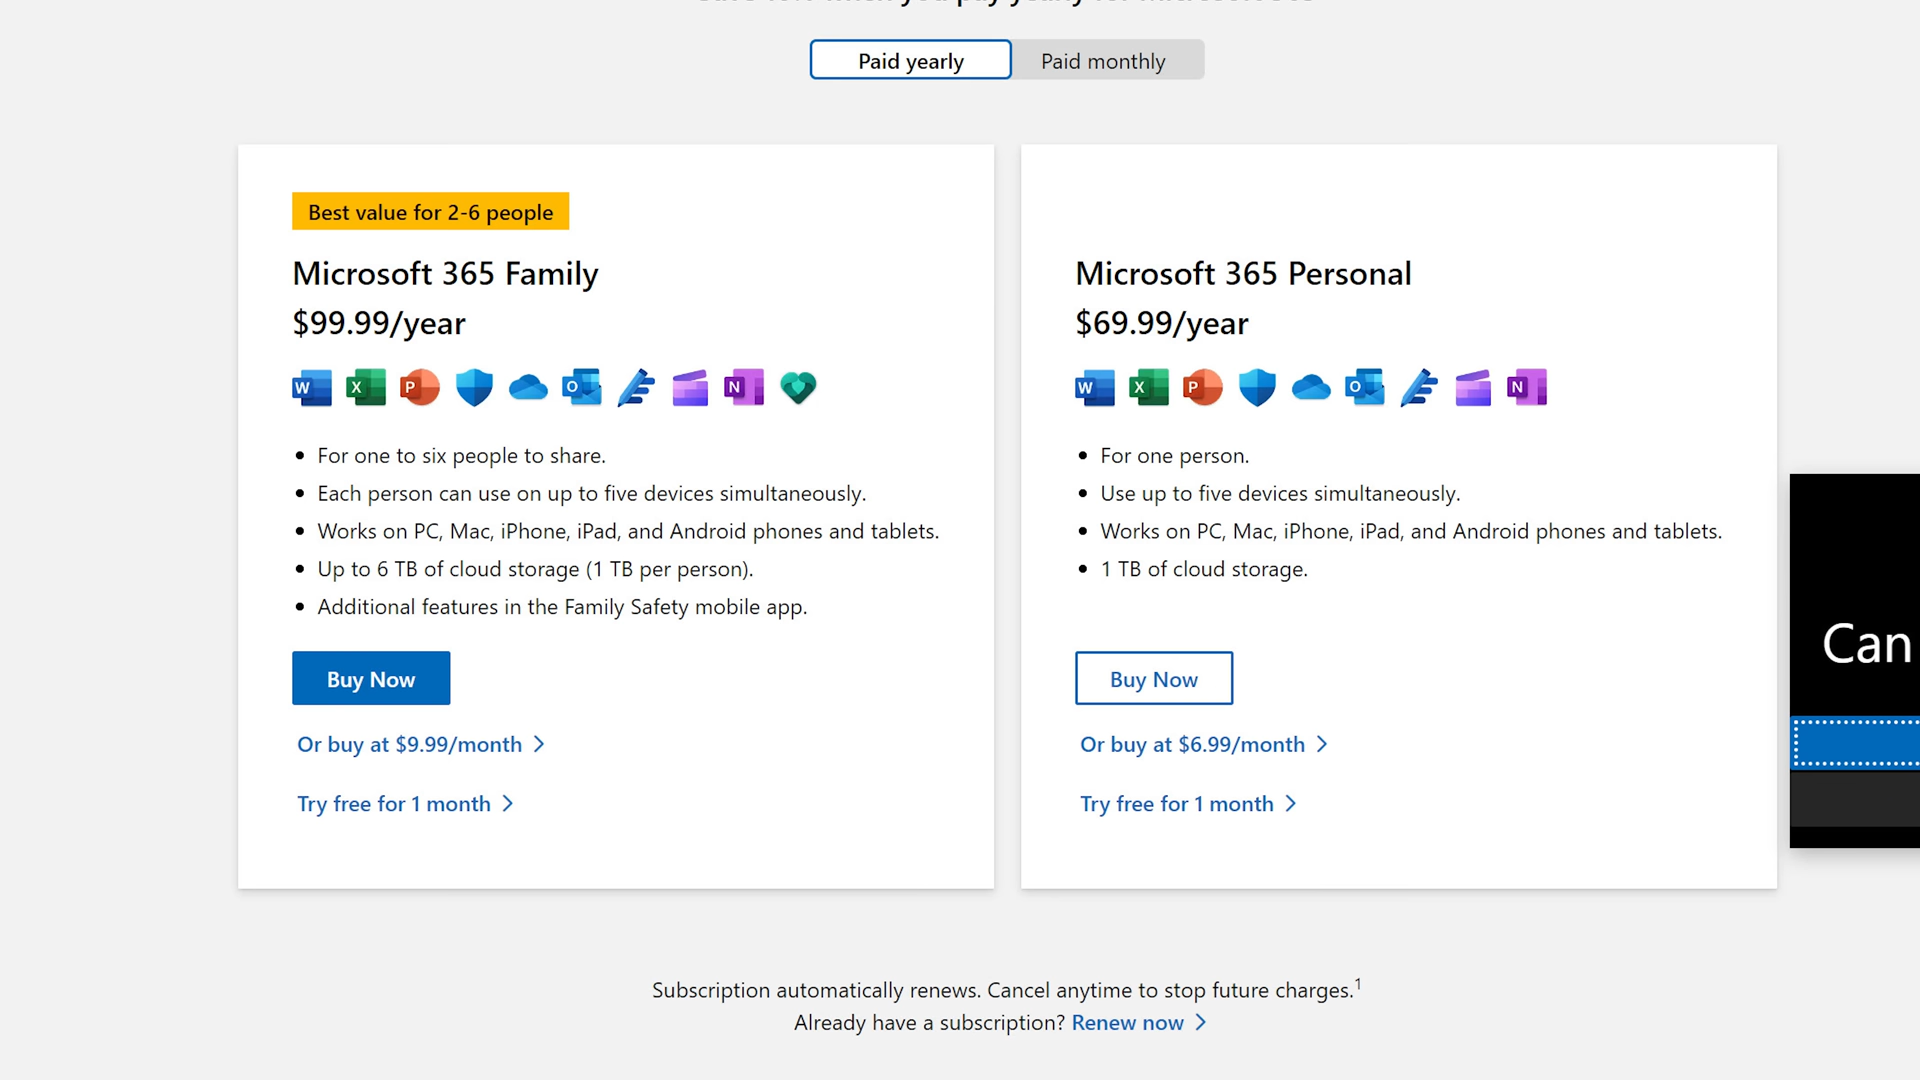 Paid yearly
Paid monthly
Best value for 2-6 people
Microsoft 365 Family
$99.99/year
W X P O N
For one to six people to share.
Each person can use on up to five devices simultaneously.
Works on PC, Mac, iPhone, iPad, and Android phones and tablets.
Up to 6 TB of cloud storage (1 TB per person).
Additional features in the Family Safety mobile app.
Buy Now
Or buy at $9.99/month
Try free for 1 month
Microsoft 365 Personal
$69.99/year
W X P O N
For one person.
Use up to five devices simultaneously.
Works on PC, Mac, iPhone, iPad, and Android phones and tablets.
1 TB of cloud storage.
Buy Now
Or buy at $6.99/month
Try free for 1 month
Can
Subscription automatically renews. Cancel anytime to stop future charges.1
Already have a subscription? Renew now